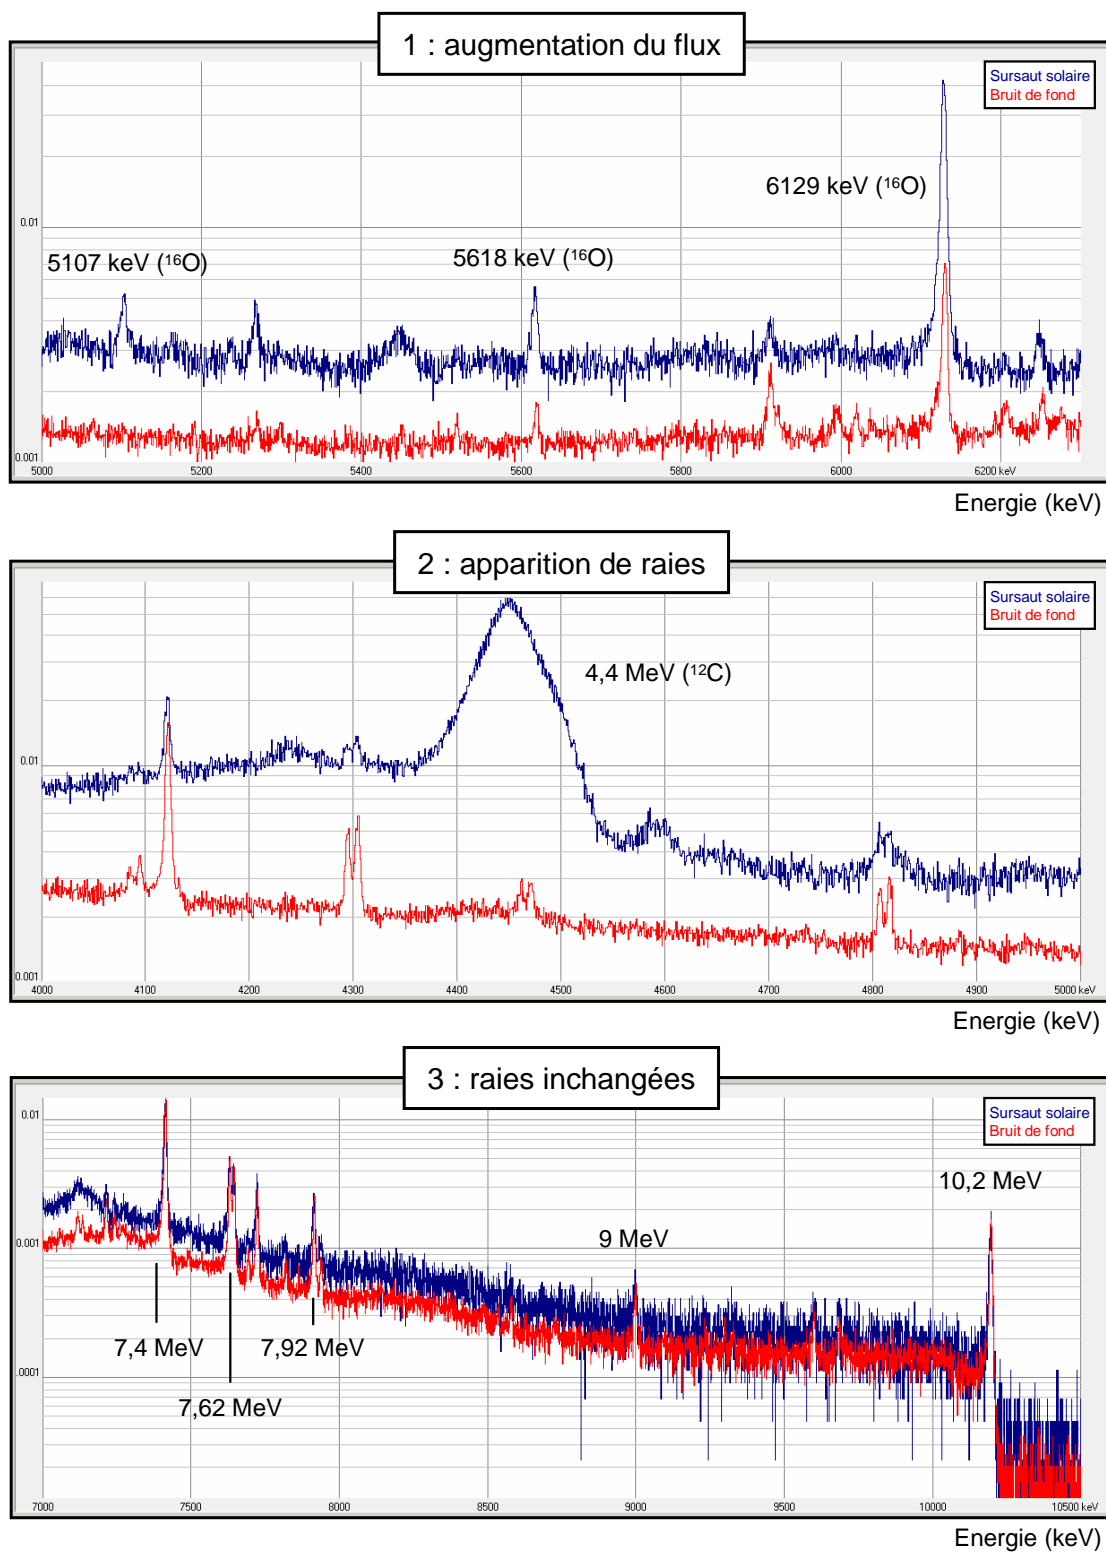 1 : augmentation du flux
Sursaut solaire
Bruit de fond
6129 keV (¹⁶O)
0.01
5107 keV (¹⁶O)
5618 keV (¹⁶O)
0.001
5000 5200 5400 5600 5800 6000 6200 keV
Energie (keV)
2 : apparition de raies
Sursaut solaire
Bruit de fond
4,4 MeV (¹²C)
0.01
0.001
4000 4100 4200 4300 4400 4500 4600 4700 4800 4900 5000 keV
Energie (keV)
3 : raies inchangées
0.01
Sursaut solaire
Bruit de fond
10,2 MeV
0.001
9 MeV
7,4 MeV
7,92 MeV
.0001
7,62 MeV
7000 7500 8000 8500 9000 9500 10000 10500 keV
Energie (keV)